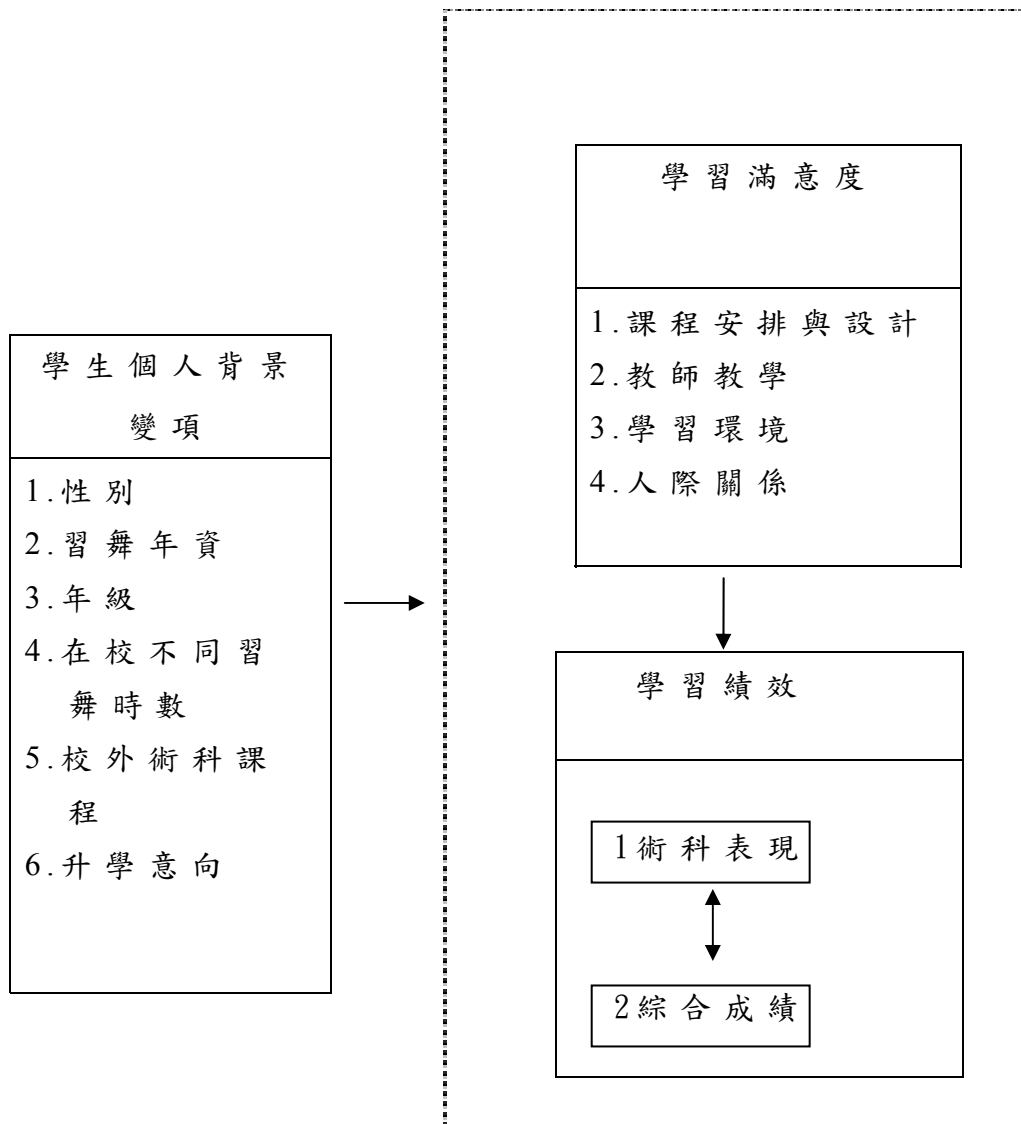 學習滿意度
1.課程安排與設計
2.教師教學
3.學習環境
4.人際關係
學生個人背景
變項
1.性別
2.習舞年資
3.年級
4.在校不同習
舞時數
5.校外術科課
程
6.升學意向
學習績效
1術科表現
2綜合成績